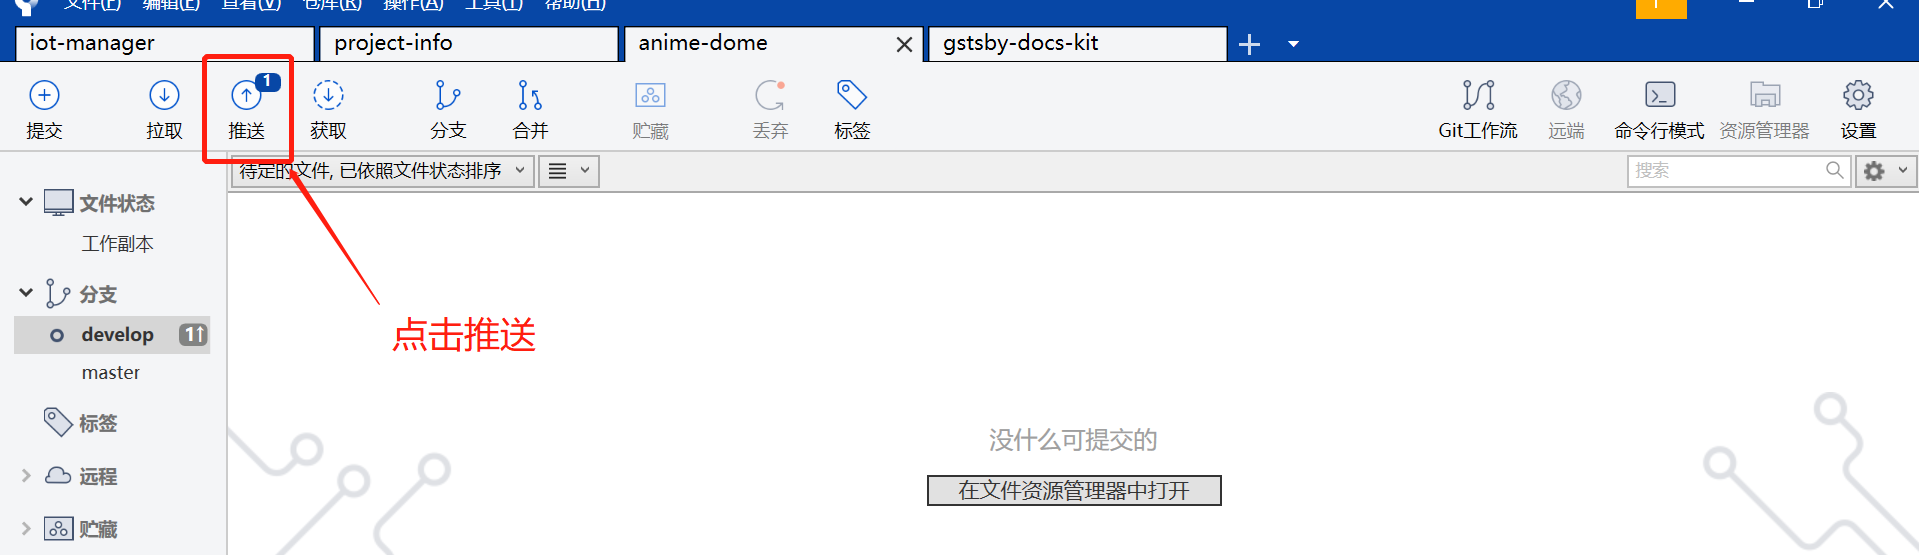 文件(F) 编辑(E) 查看(V) 仓库(R) 操作(A) 工具(T) 帮助(H)
iot-manager project-info anime-dome gstsby-docs-kit
1
提交 拉取 推送 获取 分支 合并 贮藏 丢弃 标签 Git工作流 远端 命令行模式 资源管理器 设置
待定的文件, 已依照文件状态排序 搜索
文件状态
工作副本
分支
点击推送
develop 1↑
master
标签
没什么可提交的
远程
在文件资源管理器中打开
贮藏